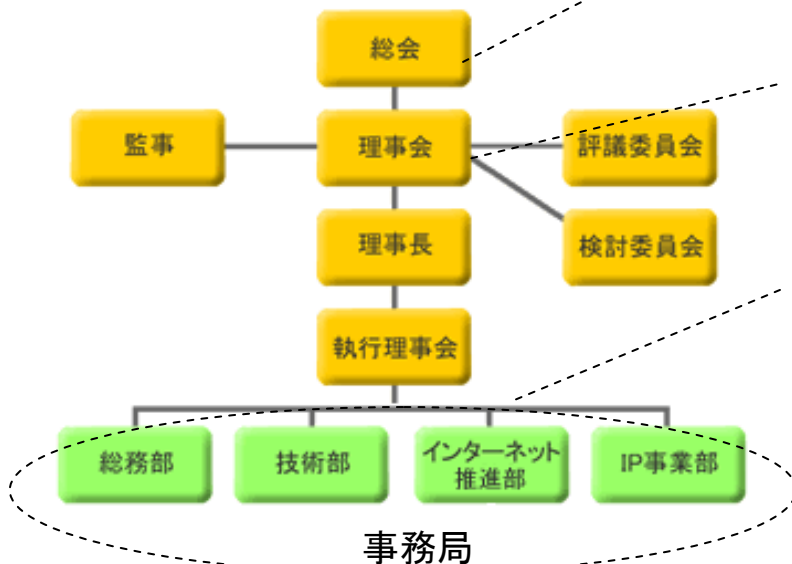 総会
監事
理事会
評議委員会
理事長
検討委員会
執行理事会
総務部
技術部
インターネット
推進部
IP事業部
事務局